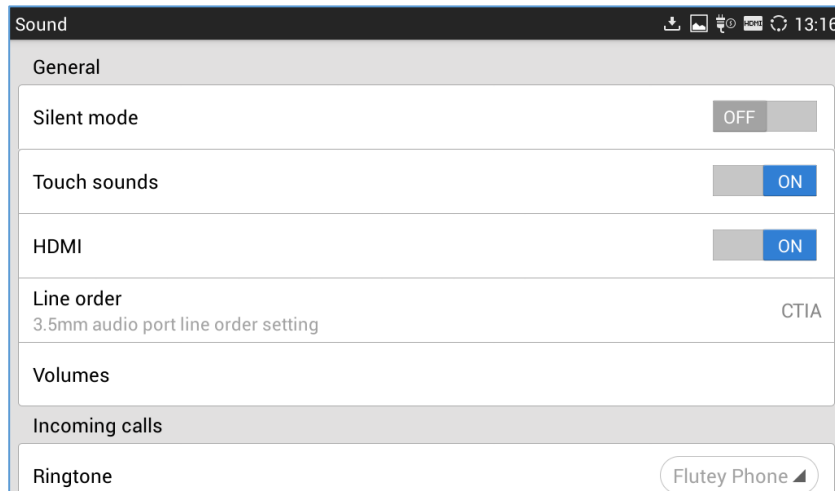 Sound HDMI 13:16
General
Silent mode OFF
Touch sounds ON
HDMI ON
Line order
3.5mm audio port line order setting CTIA
Volumes
Incoming calls
Ringtone Flutey Phone